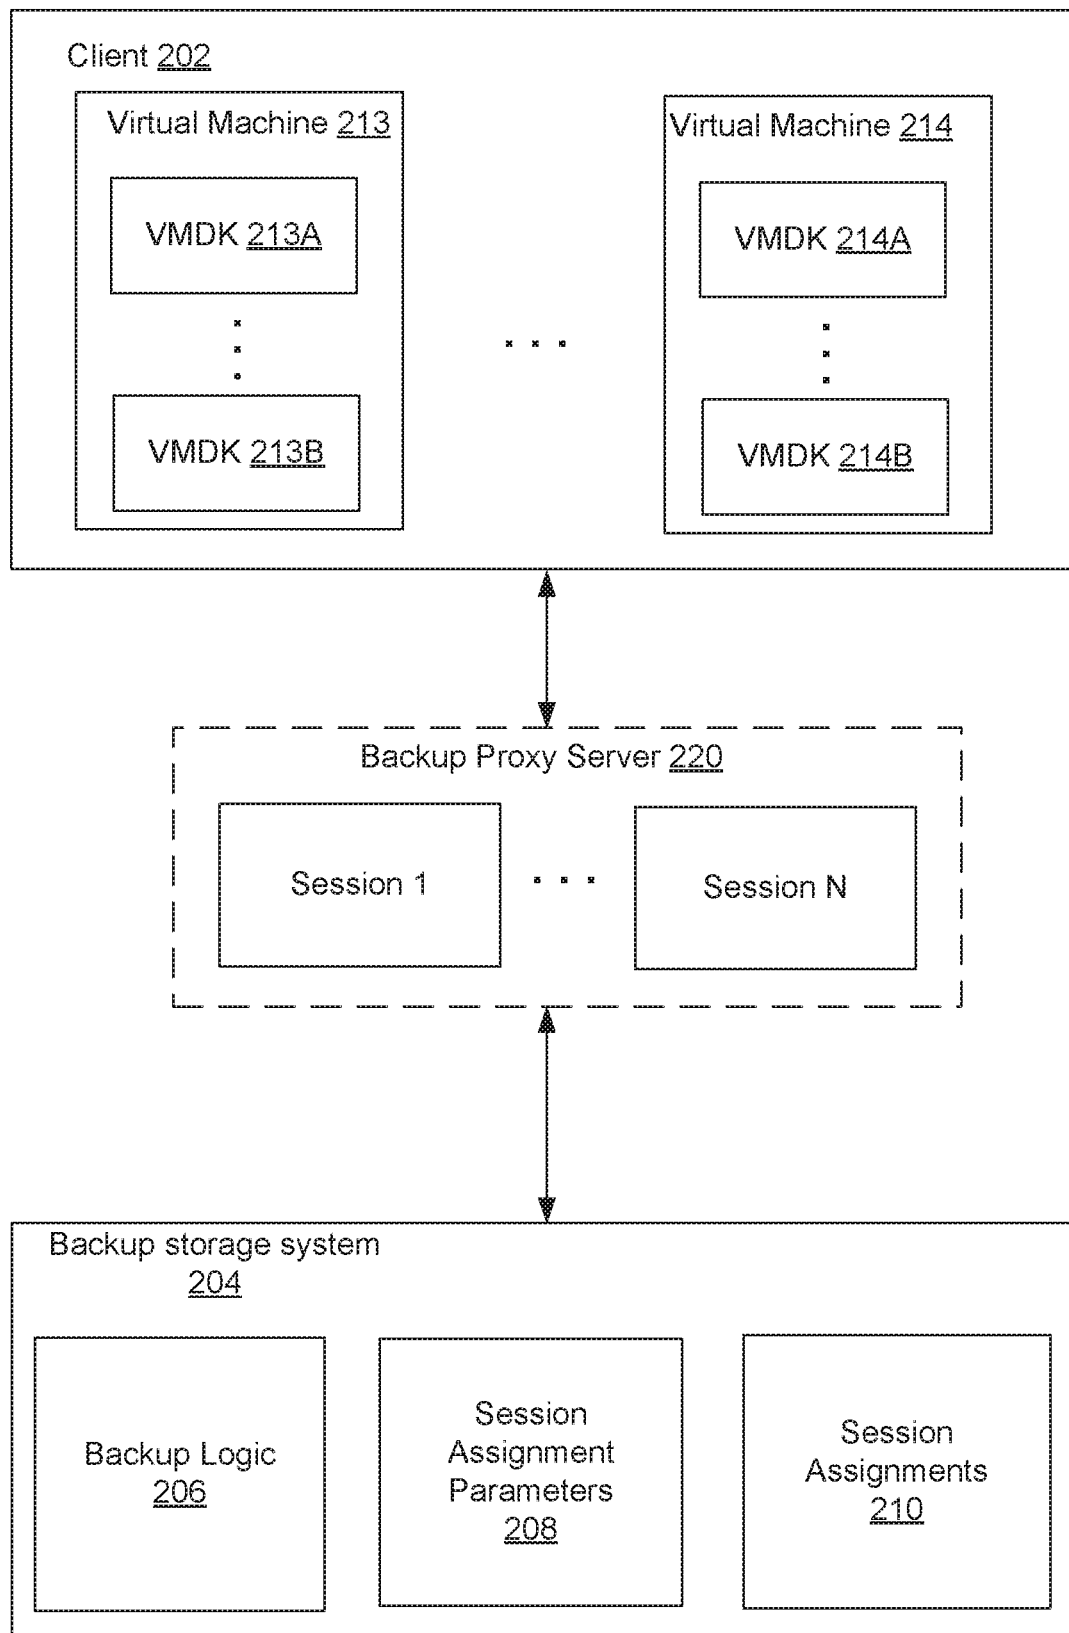 Client 202
Virtual Machine 213
VMDK 213A
VMDK 213B
Virtual Machine 214
VMDK 214A
VMDK 214B
Backup Proxy Server 220
Session 1
Session N
Backup storage system
204
Backup Logic
206
Session
Assignment
Parameters
208
Session
Assignments
210